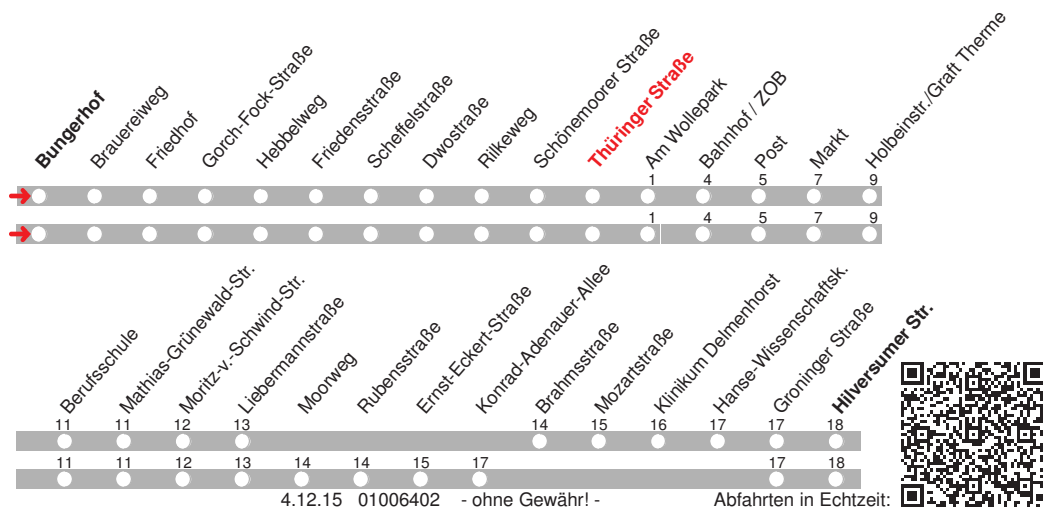 Bungerhof
Brauereiweg
Friedhof
Gorch-Fock-Straße
Hebbelweg
Friedensstraße
Scheffelstraße
Dwostraße
Rilkeweg
Schönemoorer Straße
Thüringer Straße
Am Wollepark
Bahnhof / ZOB
Post
Markt
Holbeinstr./Graft Therme
1 4 5 7 9
1 4 5 7 9
Berufsschule
Mathias-Grünewald-Str.
Moritz-v.-Schwind-Str.
Liebermannstraße
Moorweg
Rubensstraße
Ernst-Eckert-Straße
Konrad-Adenauer-Allee
Brahmsstraße
Mozartstraße
Klinikum Delmenhorst
Hanse-Wissenschaftsk.
Groninger Straße
Hilversumer Str.
11 11 12 13 14 15 16 17 17 18
11 11 12 13 14 14 15 17 17 18
4.12.15 01006402 - ohne Gewähr! - Abfahrten in Echtzeit: